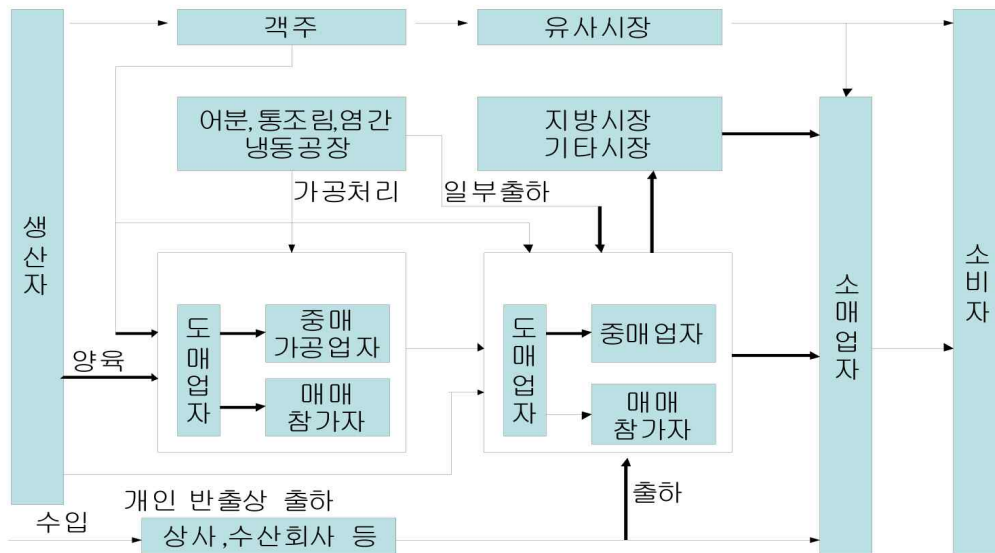 객주
유사시장
어분,통조림,염간
냉동공장
지방시장
기타시장
가공처리
일부출하
생산자
소매업자
소비자
도매업자
중매
가공업자
매매
참가자
도매업자
중매업자
매매
참가자
양육
개인 반출상 출하
출하
수입
상사,수산회사 등